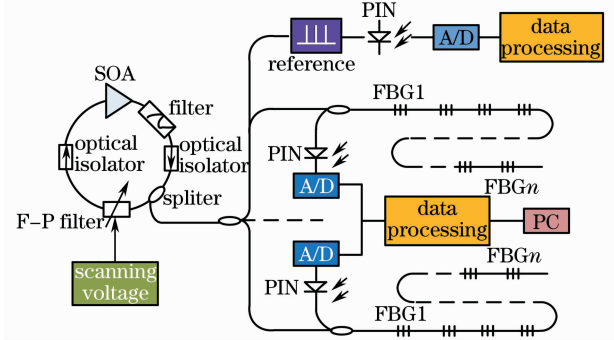 PIN
A/D
data
processing
reference
SOA
filter
optical
isolator
optical
isolator
spliter
F-P filter
scanning
voltage
FBG1
PIN
A/D
FBGn
data
processing
PC
A/D
PIN
FBGn
FBG1